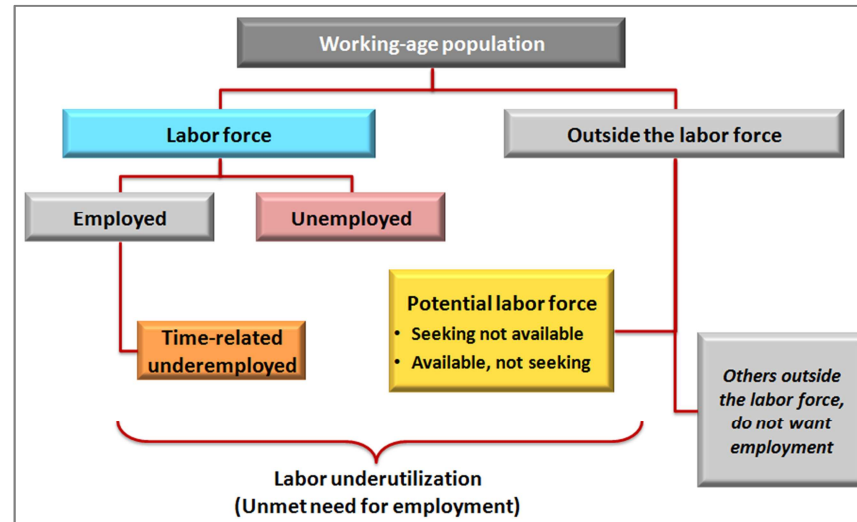 Working-age population
Labor force
Outside the labor force
Employed
Unemployed
Potential labor force
• Seeking not available
• Available, not seeking
Time-related
underemployed
Others outside
the labor force,
do not want
employment
Labor underutilization
(Unmet need for employment)